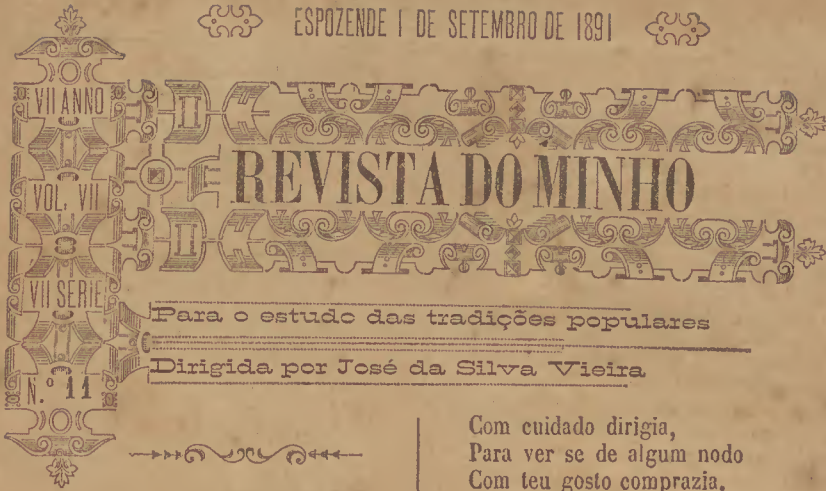 ESPOZENDE 1 DE SETEMBRO DE 1891
VII ANNO
VOL. VII
VII SERIE
N.º 11
REVISTA DO MINHO
Para o estudo das tradições populares
Dirigida por José da Silva Vieira
Com cuidado dirigia,
Para ver se de algum nodo
Com teu gosto comprazia.